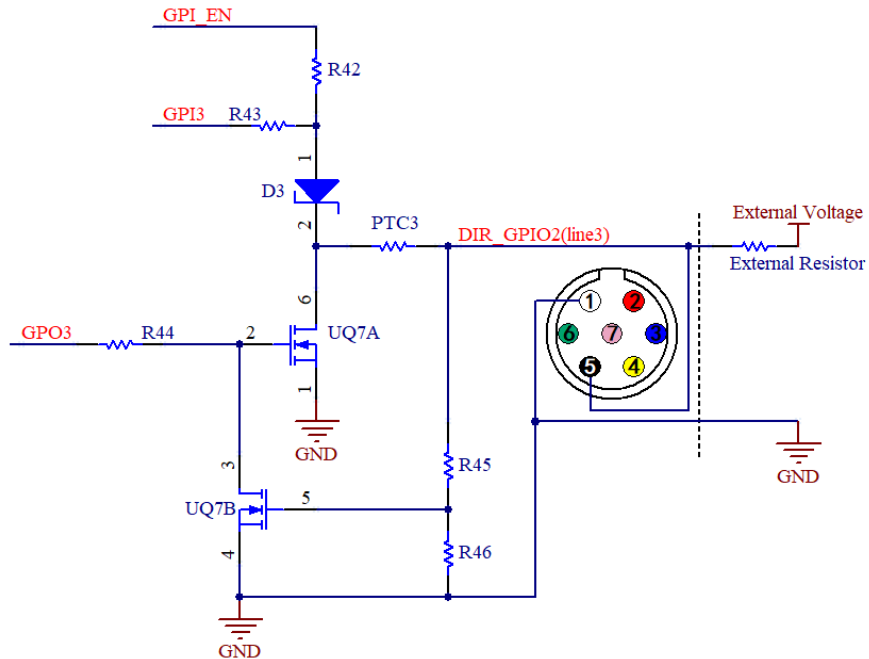 GPI_EN
R42
GPI3
R43
1
D3
2
PTC3
DIR_GPIO2(line3)
External Voltage
External Resistor
6
1
2
GPO3
R44
2
UQ7A
6
7
3
5
4
1
GND
R45
GND
3
UQ7B
5
4
R46
GND